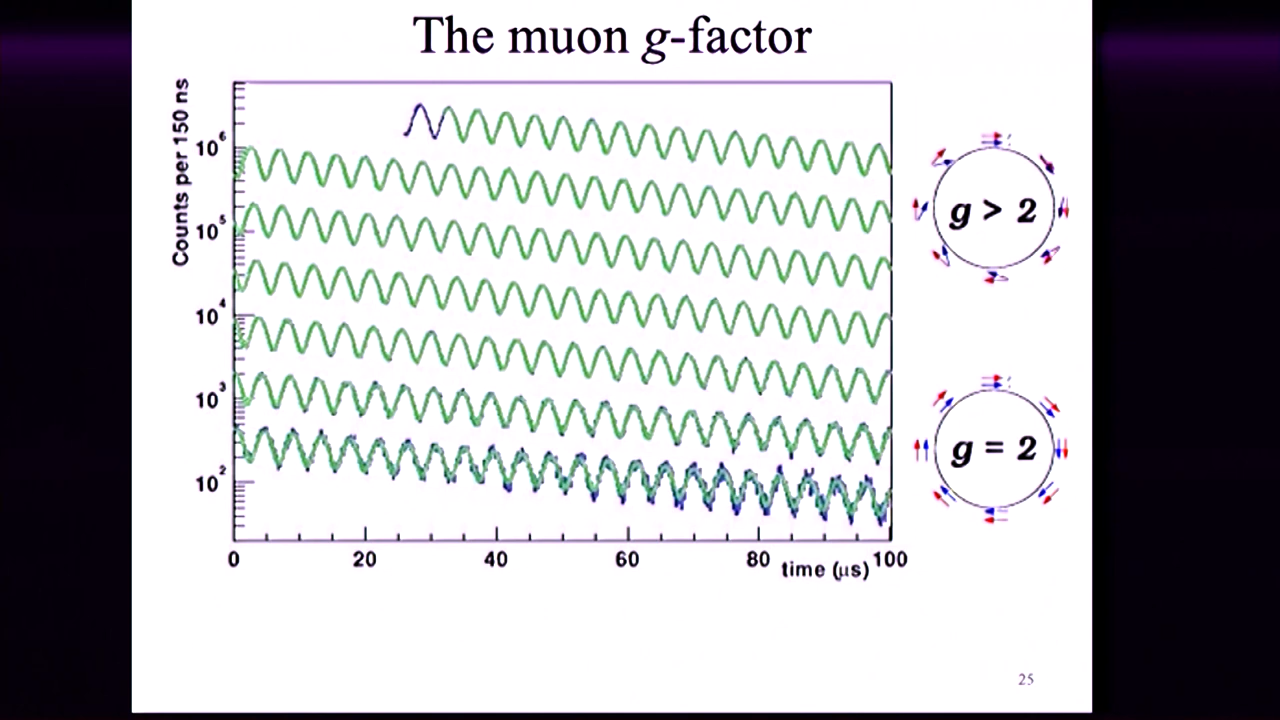 The muon g-factor
Counts per 150 ns
10⁶
10⁵
10⁴
10³
10²
0
20
40
60
80
100
time (μs)
g > 2
g = 2
25